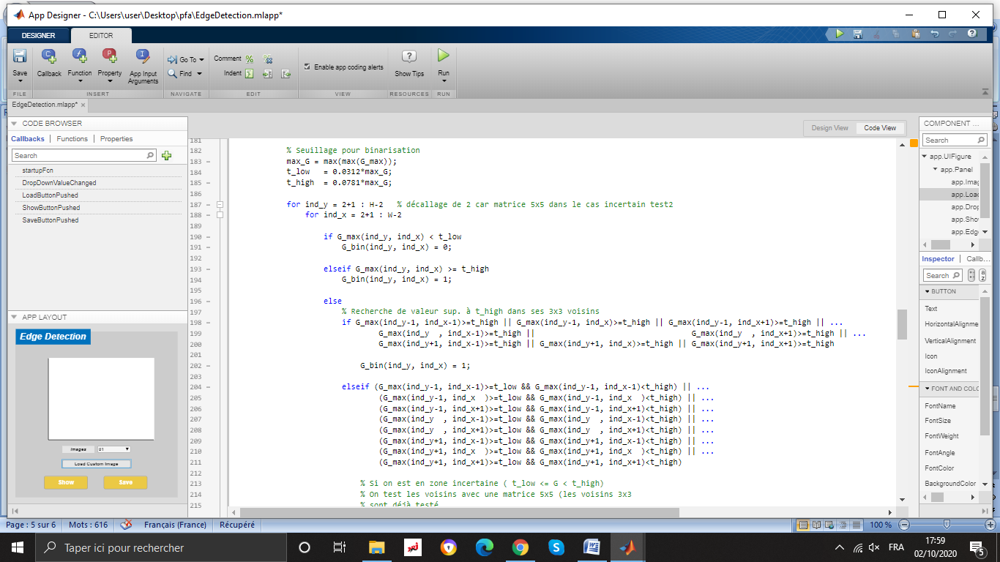 App Designer - C:\Users\user\Desktop\pfa\EdgeDetection.mlapp*
DESIGNER
EDITOR
Save
Callback
Function
Property
App Input
Arguments
Go To
Find
Comment
Indent
Enable app coding alerts
Show Tips
Run
FILE
INSERT
NAVIGATE
EDIT
VIEW
RESOURCES
RUN
EdgeDetection.mlapp*
CODE BROWSER
Callbacks
Functions
Properties
Search
startupFcn
DropDownValueChanged
LoadButtonPushed
ShowButtonPushed
SaveButtonPushed
APP LAYOUT
Edge Detection
Images
01
Load Custom Image
Show
Save
Design View
Code View
181
182 % Seuillage pour binarisation
183 max_G = max(max(G_max));
184 t_low = 0.0312*max_G;
185 t_high = 0.0781*max_G;
186
187 for ind_y = 2+1 : H-2 % décallage de 2 car matrice 5x5 dans le cas incertain test2
188 for ind_x = 2+1 : W-2
189
190 if G_max(ind_y, ind_x) < t_low
191 G_bin(ind_y, ind_x) = 0;
192
193 elseif G_max(ind_y, ind_x) >= t_high
194 G_bin(ind_y, ind_x) = 1;
195
196 else
197 % Recherche de valeur sup. à t_high dans ses 3x3 voisins
198 if G_max(ind_y-1, ind_x-1)>=t_high || G_max(ind_y-1, ind_x)>=t_high || G_max(ind_y-1, ind_x+1)>=t_high || ...
199 G_max(ind_y , ind_x-1)>=t_high || G_max(ind_y , ind_x+1)>=t_high || ...
200 G_max(ind_y+1, ind_x-1)>=t_high || G_max(ind_y+1, ind_x)>=t_high || G_max(ind_y+1, ind_x+1)>=t_high
201
202 G_bin(ind_y, ind_x) = 1;
203
204 elseif (G_max(ind_y-1, ind_x-1)>=t_low && G_max(ind_y-1, ind_x-1)<t_high) || ...
205 (G_max(ind_y-1, ind_x )>=t_low && G_max(ind_y-1, ind_x )<t_high) || ...
206 (G_max(ind_y-1, ind_x+1)>=t_low && G_max(ind_y-1, ind_x+1)<t_high) || ...
207 (G_max(ind_y , ind_x-1)>=t_low && G_max(ind_y , ind_x-1)<t_high) || ...
208 (G_max(ind_y , ind_x+1)>=t_low && G_max(ind_y , ind_x+1)<t_high) || ...
209 (G_max(ind_y+1, ind_x-1)>=t_low && G_max(ind_y+1, ind_x-1)<t_high) || ...
210 (G_max(ind_y+1, ind_x )>=t_low && G_max(ind_y+1, ind_x )<t_high) || ...
211 (G_max(ind_y+1, ind_x+1)>=t_low && G_max(ind_y+1, ind_x+1)<t_high)
212
213 % Si on est en zone incertaine ( t_low <= G < t_high)
214 % On test les voisins avec une matrice 5x5 (les voisins 3x3
215 % sont déjà testé
COMPONENT ...
Search
app.UIFigure
app.Panel
app.Imag
app.Load
app.Drop
app.Sho
app.Edg
Inspector
Callb...
Search
BUTTON
Text
HorizontalAlignme
VerticalAlignment
Icon
IconAlignment
FONT AND COLO
FontName
FontSize
FontWeight
FontAngle
FontColor
BackgroundColor
Page : 5 sur 6
Mots : 616
Français (France)
Récupéré
100 %
Taper ici pour rechercher
FRA
17:59
02/10/2020
5